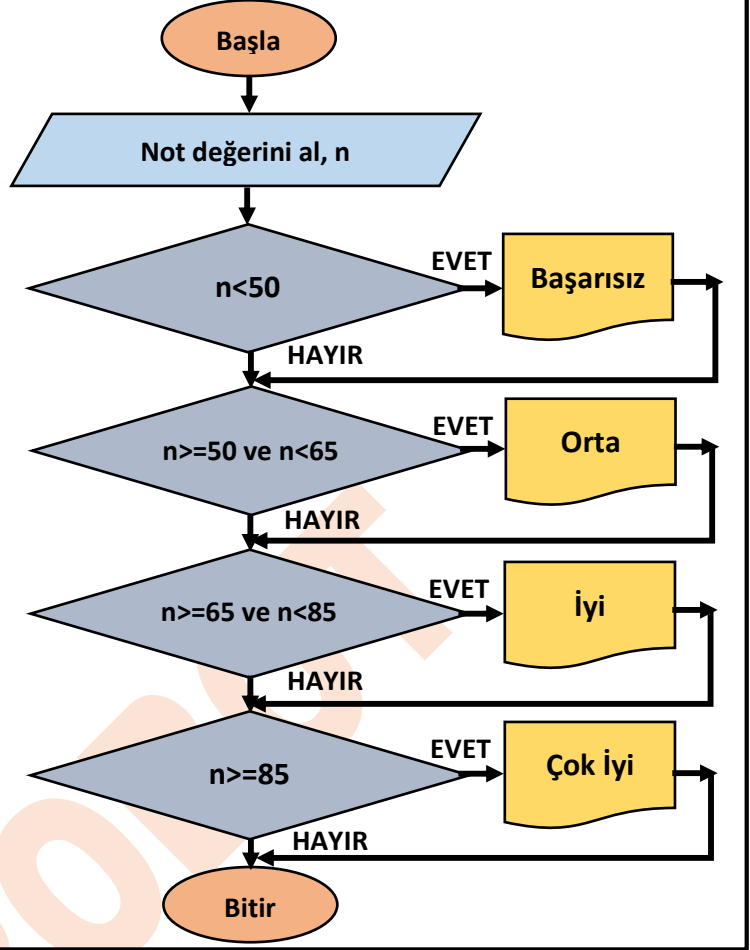 Başla
Not değerini al, n
n<50
EVET
Başarısız
HAYIR
n>=50 ve n<65
EVET
Orta
HAYIR
n>=65 ve n<85
EVET
İyi
HAYIR
n>=85
EVET
Çok İyi
HAYIR
Bitir